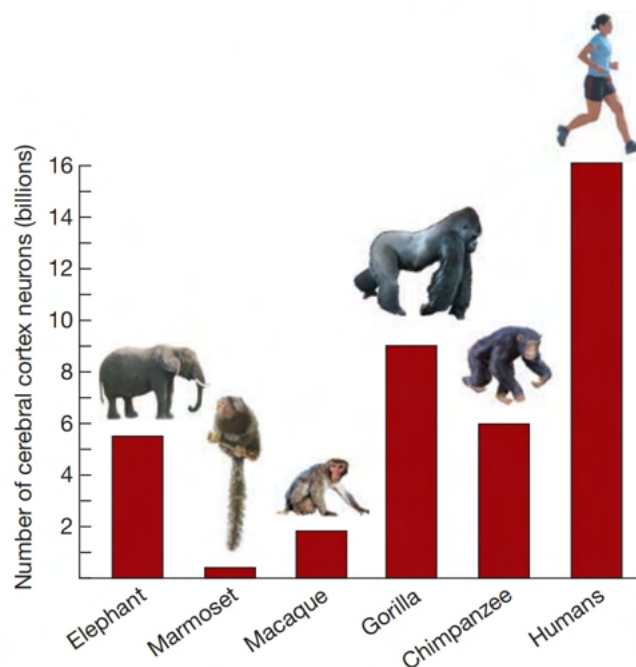 Number of cerebral cortex neurons (billions)
16
14
12
10
8
6
4
2
Elephant
Marmoset
Macaque
Gorilla
Chimpanzee
Humans